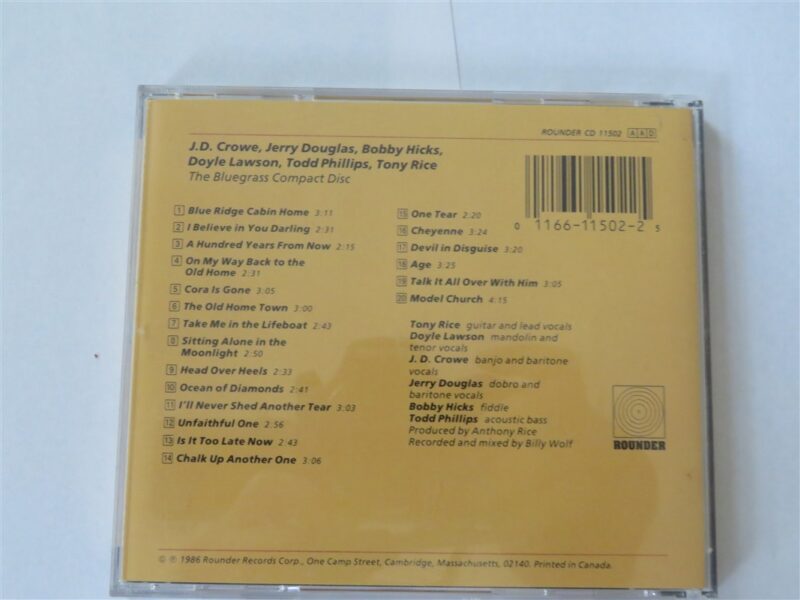 ROUNDER CD 11502 A A D
J.D. Crowe, Jerry Douglas, Bobby Hicks,
Doyle Lawson, Todd Phillips, Tony Rice
The Bluegrass Compact Disc
0 1166-11502-2 5
1 Blue Ridge Cabin Home 3:11
2 I Believe in You Darling 2:31
3 A Hundred Years From Now 2:15
4 On My Way Back to the
Old Home 2:31
5 Cora Is Gone 3:05
6 The Old Home Town 3:00
7 Take Me in the Lifeboat 2:43
8 Sitting Alone in the
Moonlight 2:50
9 Head Over Heels 2:33
10 Ocean of Diamonds 2:41
11 I'll Never Shed Another Tear 3:03
12 Unfaithful One 2:56
13 Is It Too Late Now 2:43
14 Chalk Up Another One 3:06
15 One Tear 2:20
16 Cheyenne 3:24
17 Devil in Disguise 3:20
18 Age 3:25
19 Talk It All Over With Him 3:05
20 Model Church 4:15
Tony Rice guitar and lead vocals
Doyle Lawson mandolin and
tenor vocals
J. D. Crowe banjo and baritone
vocals
Jerry Douglas dobro and
baritone vocals
Bobby Hicks fiddle
Todd Phillips acoustic bass
Produced by Anthony Rice
Recorded and mixed by Billy Wolf
ROUNDER
© ℗ 1986 Rounder Records Corp., One Camp Street, Cambridge, Massachusetts, 02140. Printed in Canada.